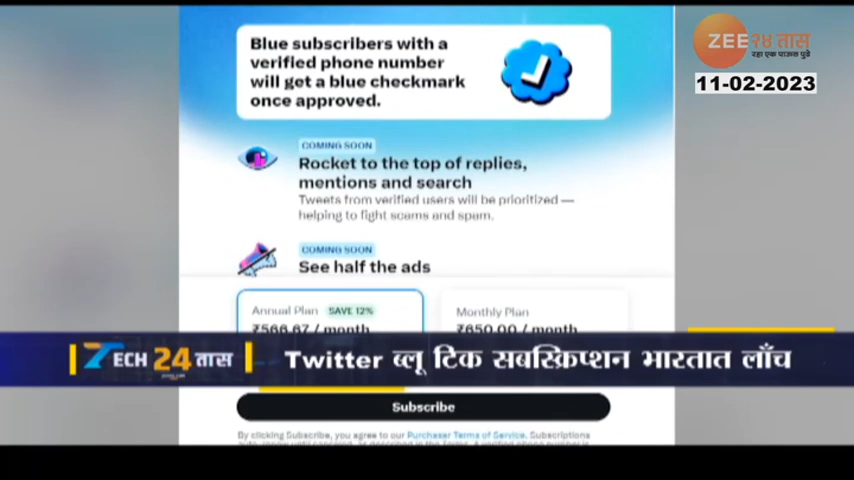 Blue subscribers with a
verified phone number
will get a blue checkmark
once approved.
ZEE २४ तास
रहा एक पाऊल पुढे
11-02-2023
COMING SOON
Rocket to the top of replies,
mentions and search
Tweets from verified users will be prioritized —
helping to fight scams and spam.
COMING SOON
See half the ads
Annual Plan SAVE 12%
₹566.67 / month
Monthly Plan
₹650.00 / month
TECH 24 तास
Twitter ब्लू टिक सबस्क्रिप्शन भारतात लाँच
Subscribe
By clicking Subscribe, you agree to our Purchaser Terms of Service. Subscriptions